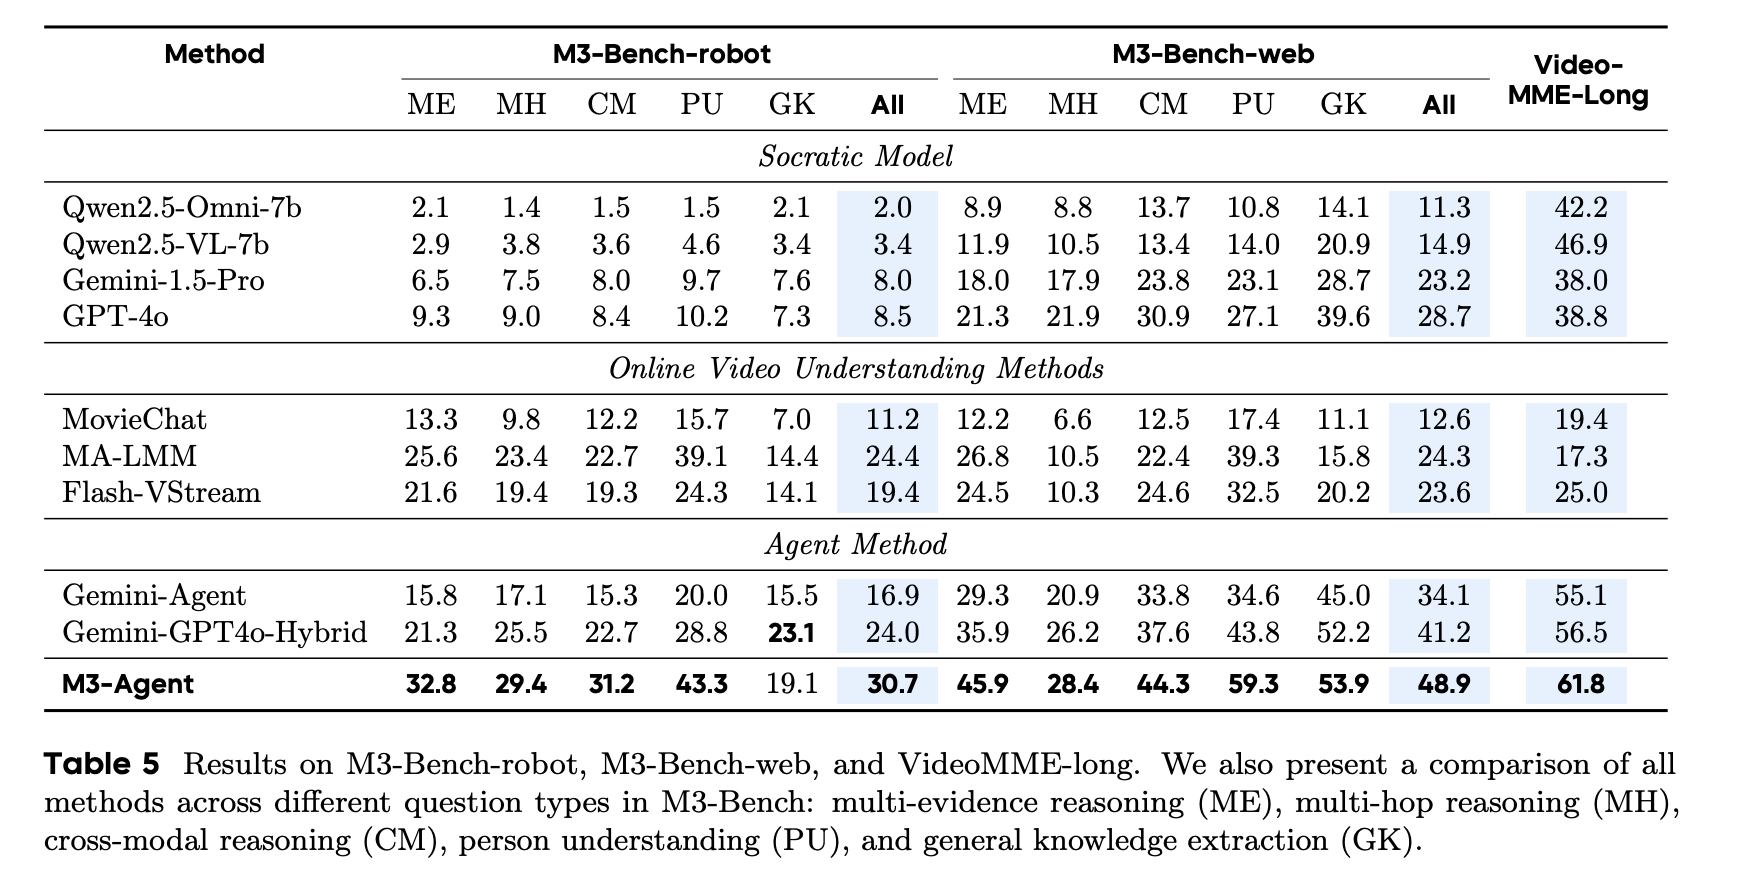 Method M3-Bench-robot M3-Bench-web Video-MME-Long
ME MH CM PU GK All ME MH CM PU GK All
Socratic Model
Qwen2.5-Omni-7b 2.1 1.4 1.5 1.5 2.1 2.0 8.9 8.8 13.7 10.8 14.1 11.3 42.2
Qwen2.5-VL-7b 2.9 3.8 3.6 4.6 3.4 3.4 11.9 10.5 13.4 14.0 20.9 14.9 46.9
Gemini-1.5-Pro 6.5 7.5 8.0 9.7 7.6 8.0 18.0 17.9 23.8 23.1 28.7 23.2 38.0
GPT-4o 9.3 9.0 8.4 10.2 7.3 8.5 21.3 21.9 30.9 27.1 39.6 28.7 38.8
Online Video Understanding Methods
MovieChat 13.3 9.8 12.2 15.7 7.0 11.2 12.2 6.6 12.5 17.4 11.1 12.6 19.4
MA-LMM 25.6 23.4 22.7 39.1 14.4 24.4 26.8 10.5 22.4 39.3 15.8 24.3 17.3
Flash-VStream 21.6 19.4 19.3 24.3 14.1 19.4 24.5 10.3 24.6 32.5 20.2 23.6 25.0
Agent Method
Gemini-Agent 15.8 17.1 15.3 20.0 15.5 16.9 29.3 20.9 33.8 34.6 45.0 34.1 55.1
Gemini-GPT4o-Hybrid 21.3 25.5 22.7 28.8 23.1 24.0 35.9 26.2 37.6 43.8 52.2 41.2 56.5
M3-Agent 32.8 29.4 31.2 43.3 19.1 30.7 45.9 28.4 44.3 59.3 53.9 48.9 61.8
Table 5 Results on M3-Bench-robot, M3-Bench-web, and VideoMME-long. We also present a comparison of all
methods across different question types in M3-Bench: multi-evidence reasoning (ME), multi-hop reasoning (MH),
cross-modal reasoning (CM), person understanding (PU), and general knowledge extraction (GK).